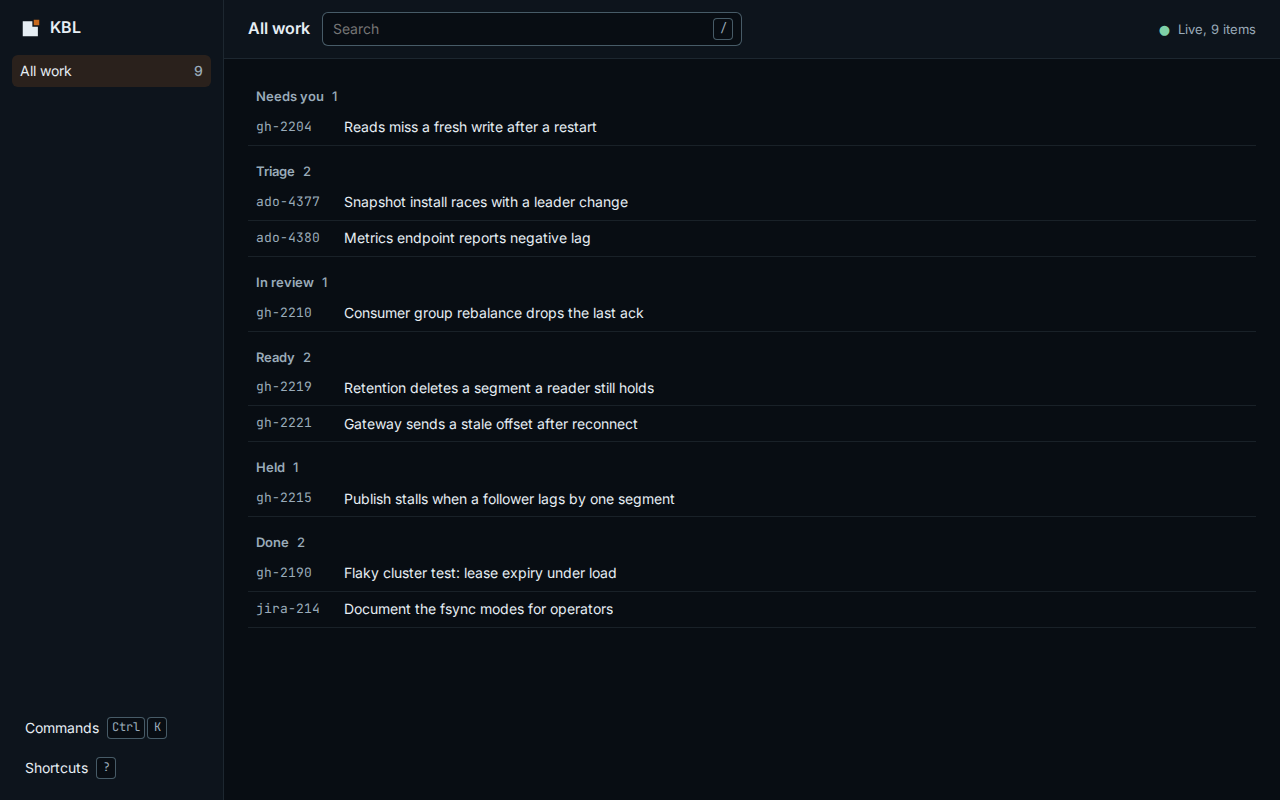 KBL
All work 9
All work
Search /
Live, 9 items
Needs you 1
gh-2204 Reads miss a fresh write after a restart
Triage 2
ado-4377 Snapshot install races with a leader change
ado-4380 Metrics endpoint reports negative lag
In review 1
gh-2210 Consumer group rebalance drops the last ack
Ready 2
gh-2219 Retention deletes a segment a reader still holds
gh-2221 Gateway sends a stale offset after reconnect
Held 1
gh-2215 Publish stalls when a follower lags by one segment
Done 2
gh-2190 Flaky cluster test: lease expiry under load
jira-214 Document the fsync modes for operators
Commands Ctrl K
Shortcuts ?